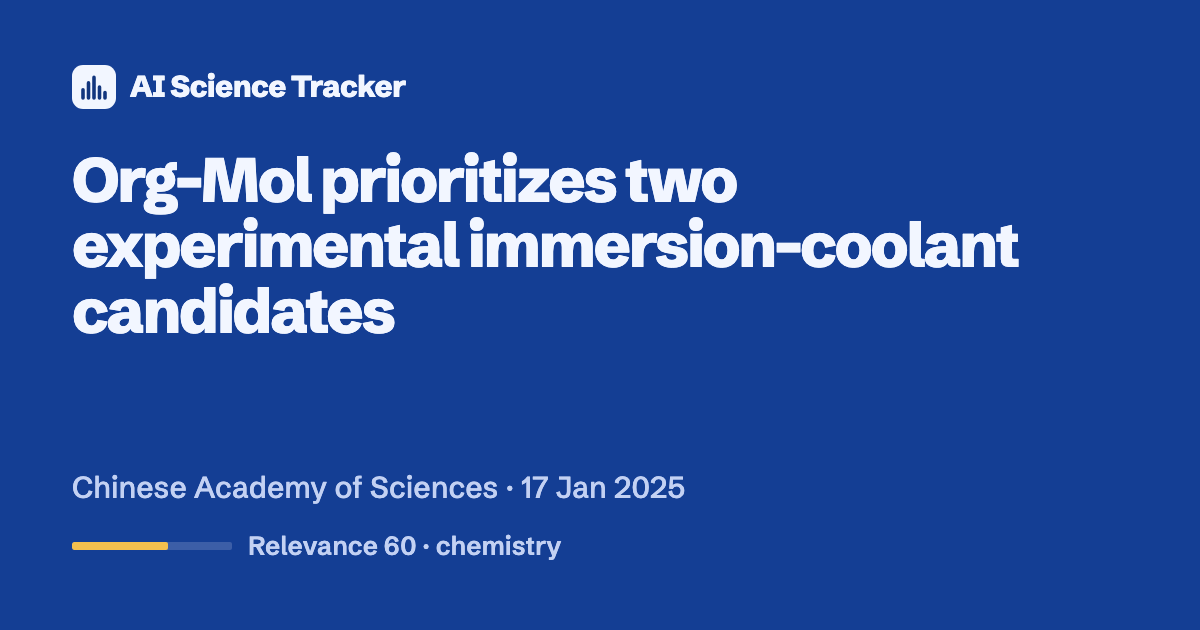 AI Science Tracker
Org-Mol prioritizes two
experimental immersion-coolant
candidates
Chinese Academy of Sciences · 17 Jan 2025
Relevance 60 · chemistry